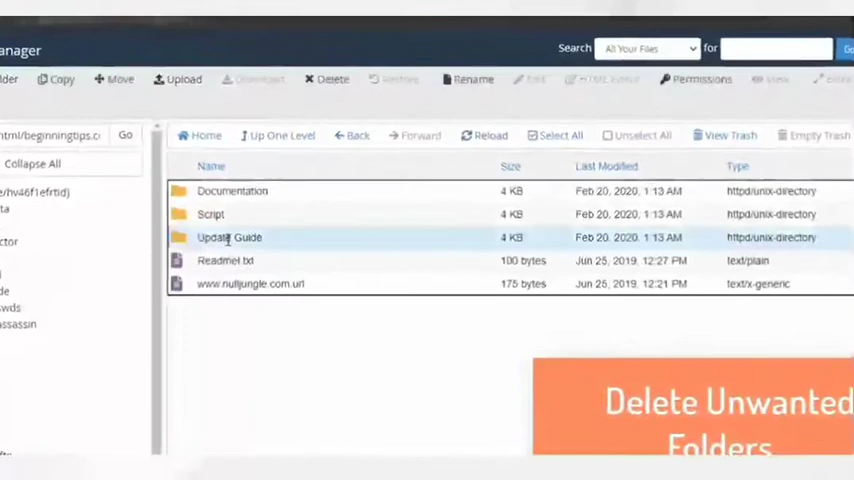 anager
Search All Your Files for Go
lder Copy Move Upload Download Delete Restore Rename Edit HTML Editor Permissions View Extract
html/beginningtips.c Go
Home Up One Level Back Forward Reload Select All Unselect All View Trash Empty Trash
Collapse All
Name Size Last Modified Type
/hv46f1efrtid)
Documentation 4 KB Feb 20, 2020, 1:13 AM httpd/unix-directory
ta
Script 4 KB Feb 20, 2020, 1:13 AM httpd/unix-directory
ctor
Update Guide 4 KB Feb 20, 2020, 1:13 AM httpd/unix-directory
Readme!.txt 100 bytes Jun 25, 2019, 12:27 PM text/plain
www.nulljungle.com.url 175 bytes Jun 25, 2019, 12:21 PM text/x-generic
de
swds
assassin
Delete Unwanted
Folders